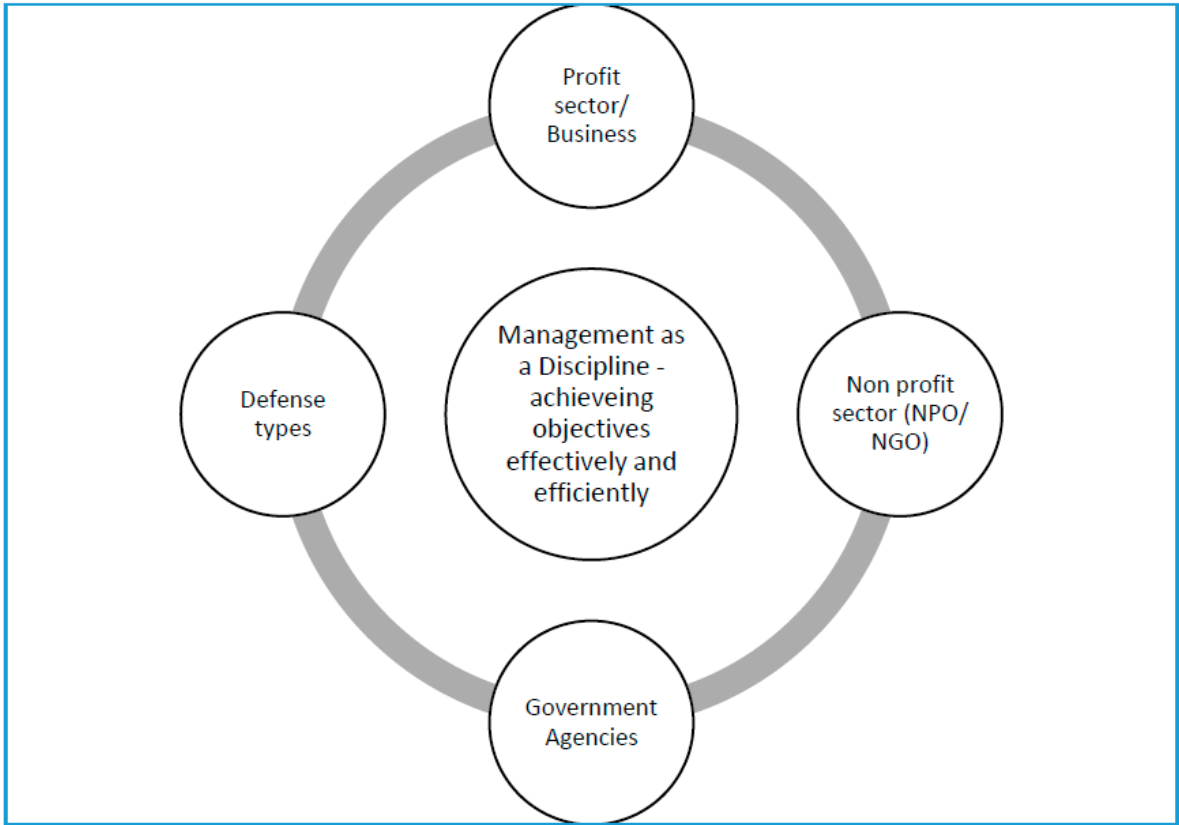 Profit
sector/
Business
Defense
types
Management as
a Discipline -
achieveing
objectives
effectively and
efficiently
Non profit
sector (NPO/
NGO)
Government
Agencies